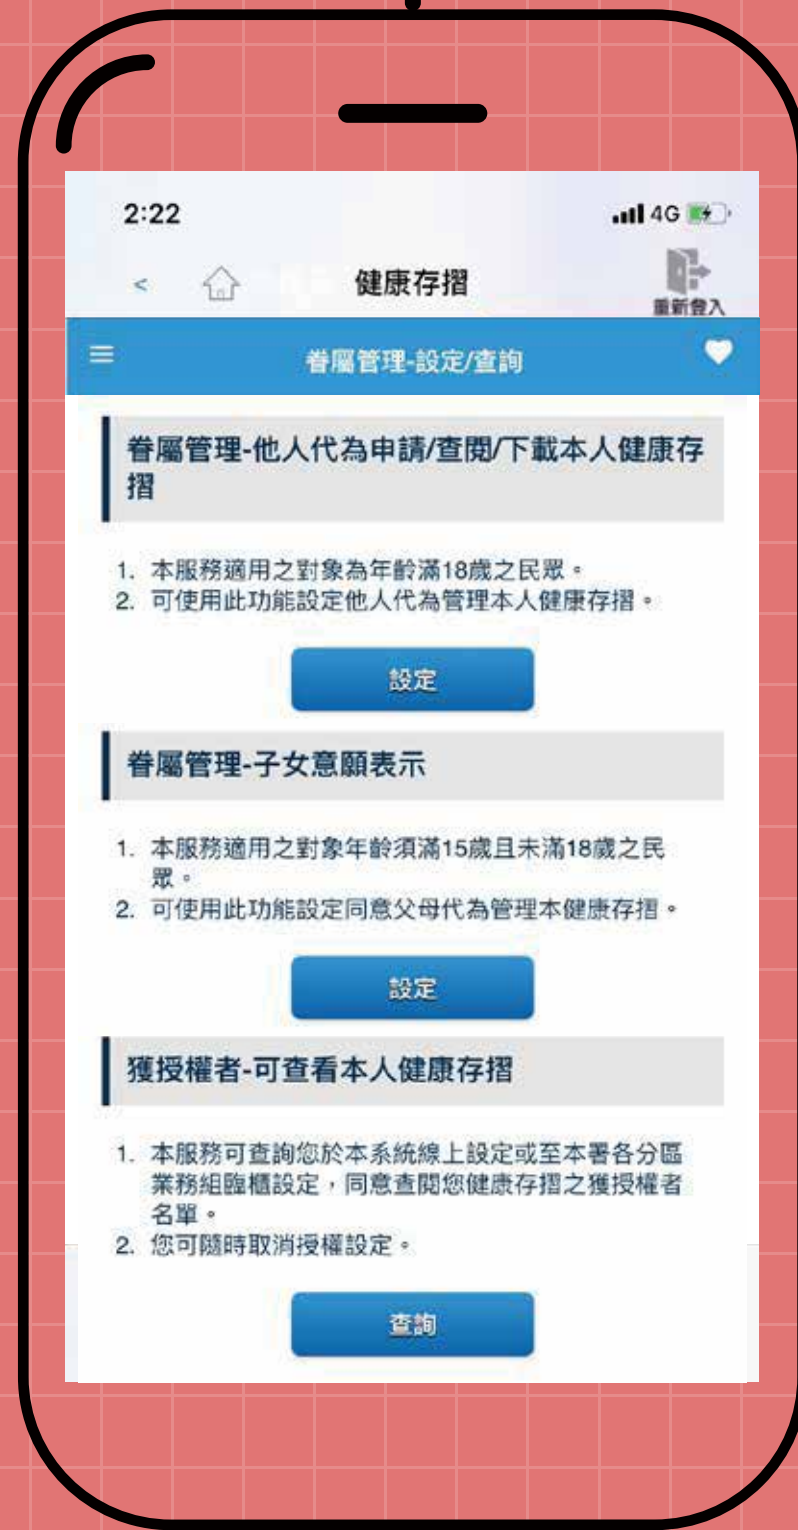 2:22 4G
< 健康存摺
重新登入
眷屬管理-設定/查詢
眷屬管理-他人代為申請/查閱/下載本人健康存
摺
1. 本服務適用之對象為年齡滿18歲之民眾。
2. 可使用此功能設定他人代為管理本人健康存摺。
設定
眷屬管理-子女意願表示
1. 本服務適用之對象年齡須滿15歲且未滿18歲之民
眾。
2. 可使用此功能設定同意父母代為管理本健康存摺。
設定
獲授權者-可查看本人健康存摺
1. 本服務可查詢您於本系統線上設定或至本署各分區
業務組臨櫃設定，同意查閱您健康存摺之獲授權者
名單。
2. 您可隨時取消授權設定。
查詢